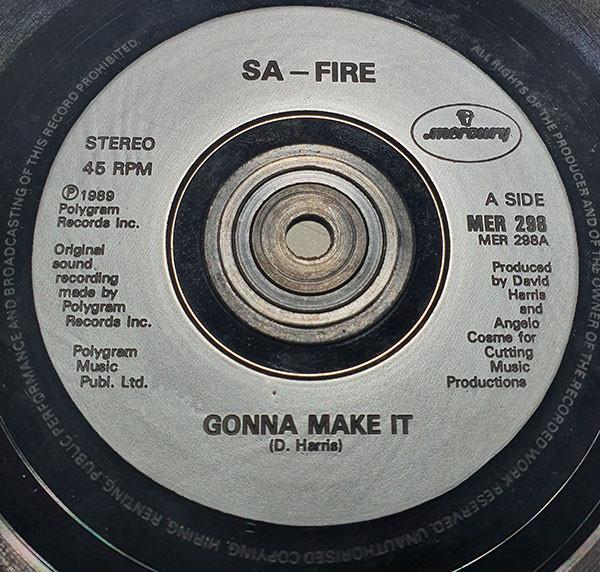 SA – FIRE
mercury
STEREO
45 RPM
Ⓟ 1989
Polygram
Records Inc.
Original
sound
recording
made by
Polygram
Records Inc.
Polygram
Music
Publ. Ltd.
A SIDE
MER 298
MER 298A
Produced
by David
Harris
and
Angelo
Cosme for
Cutting
Music
Productions
GONNA MAKE IT
(D. Harris)
ALL RIGHTS OF THE PRODUCER AND OF THE OWNER OF THE RECORDED WORK RESERVED. UNAUTHORISED COPYING, HIRING, RENTING, PUBLIC PERFORMANCE AND BROADCASTING OF THIS RECORD PROHIBITED.